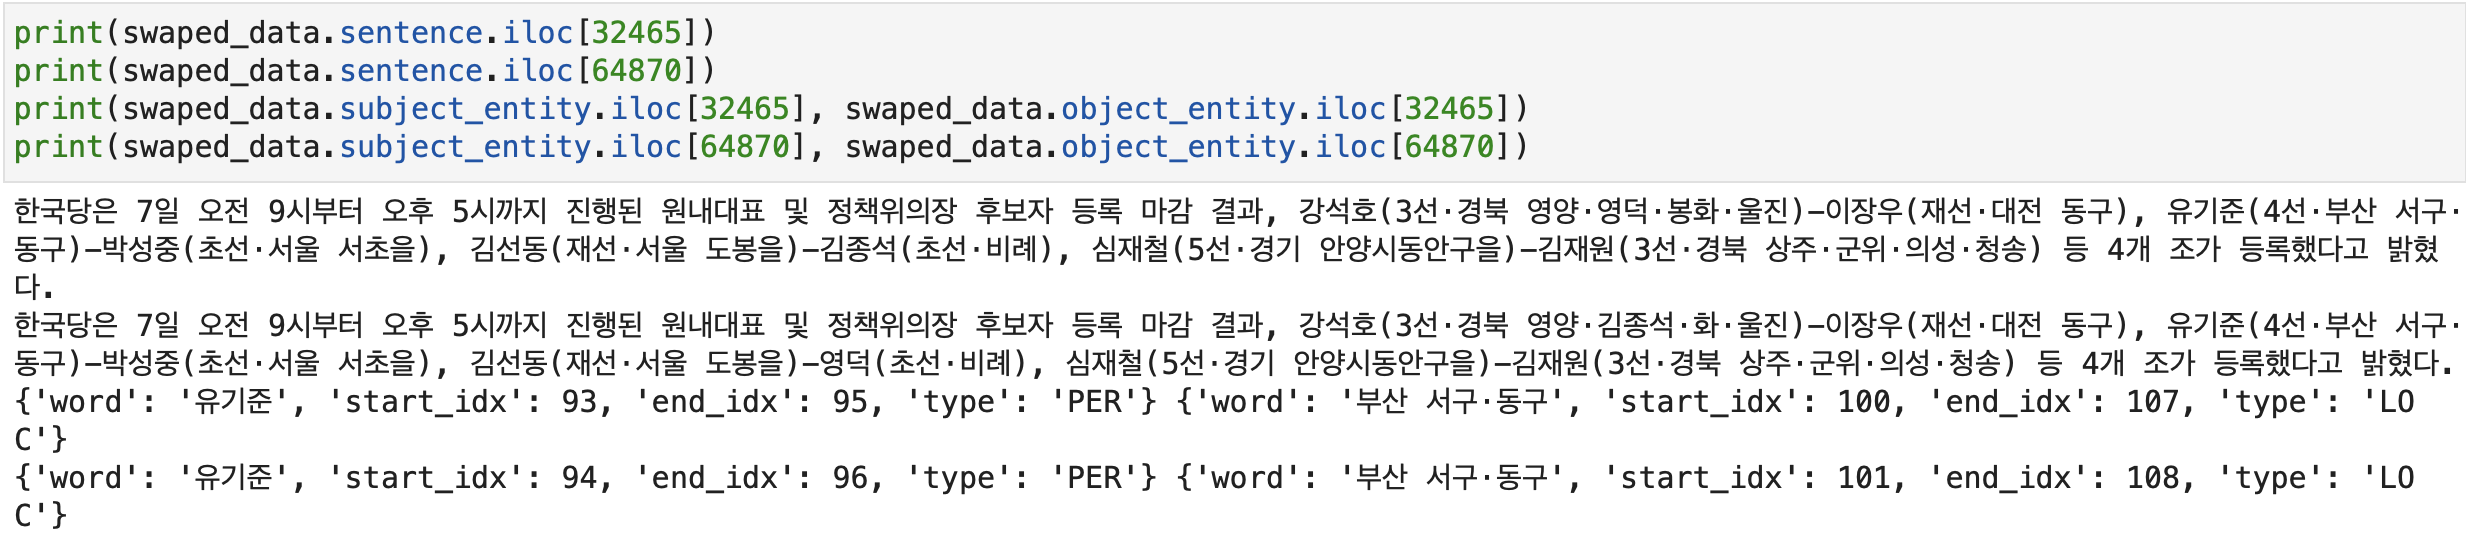 print(swaped_data.sentence.iloc[32465])
print(swaped_data.sentence.iloc[64870])
print(swaped_data.subject_entity.iloc[32465], swaped_data.object_entity.iloc[32465])
print(swaped_data.subject_entity.iloc[64870], swaped_data.object_entity.iloc[64870])
한국당은 7일 오전 9시부터 오후 5시까지 진행된 원내대표 및 정책위의장 후보자 등록 마감 결과, 강석호(3선·경북 영양·영덕·봉화·울진)-이장우(재선·대전 동구), 유기준(4선·부산 서구·
동구)-박성중(초선·서울 서초을), 김선동(재선·서울 도봉을)-김종석(초선·비례), 심재철(5선·경기 안양시동안구을)-김재원(3선·경북 상주·군위·의성·청송) 등 4개 조가 등록했다고 밝혔
다.
한국당은 7일 오전 9시부터 오후 5시까지 진행된 원내대표 및 정책위의장 후보자 등록 마감 결과, 강석호(3선·경북 영양·김종석·화·울진)-이장우(재선·대전 동구), 유기준(4선·부산 서구·
동구)-박성중(초선·서울 서초을), 김선동(재선·서울 도봉을)-영덕(초선·비례), 심재철(5선·경기 안양시동안구을)-김재원(3선·경북 상주·군위·의성·청송) 등 4개 조가 등록했다고 밝혔다.
{'word': '유기준', 'start_idx': 93, 'end_idx': 95, 'type': 'PER'} {'word': '부산 서구·동구', 'start_idx': 100, 'end_idx': 107, 'type': 'LO
C'}
{'word': '유기준', 'start_idx': 94, 'end_idx': 96, 'type': 'PER'} {'word': '부산 서구·동구', 'start_idx': 101, 'end_idx': 108, 'type': 'LO
C'}